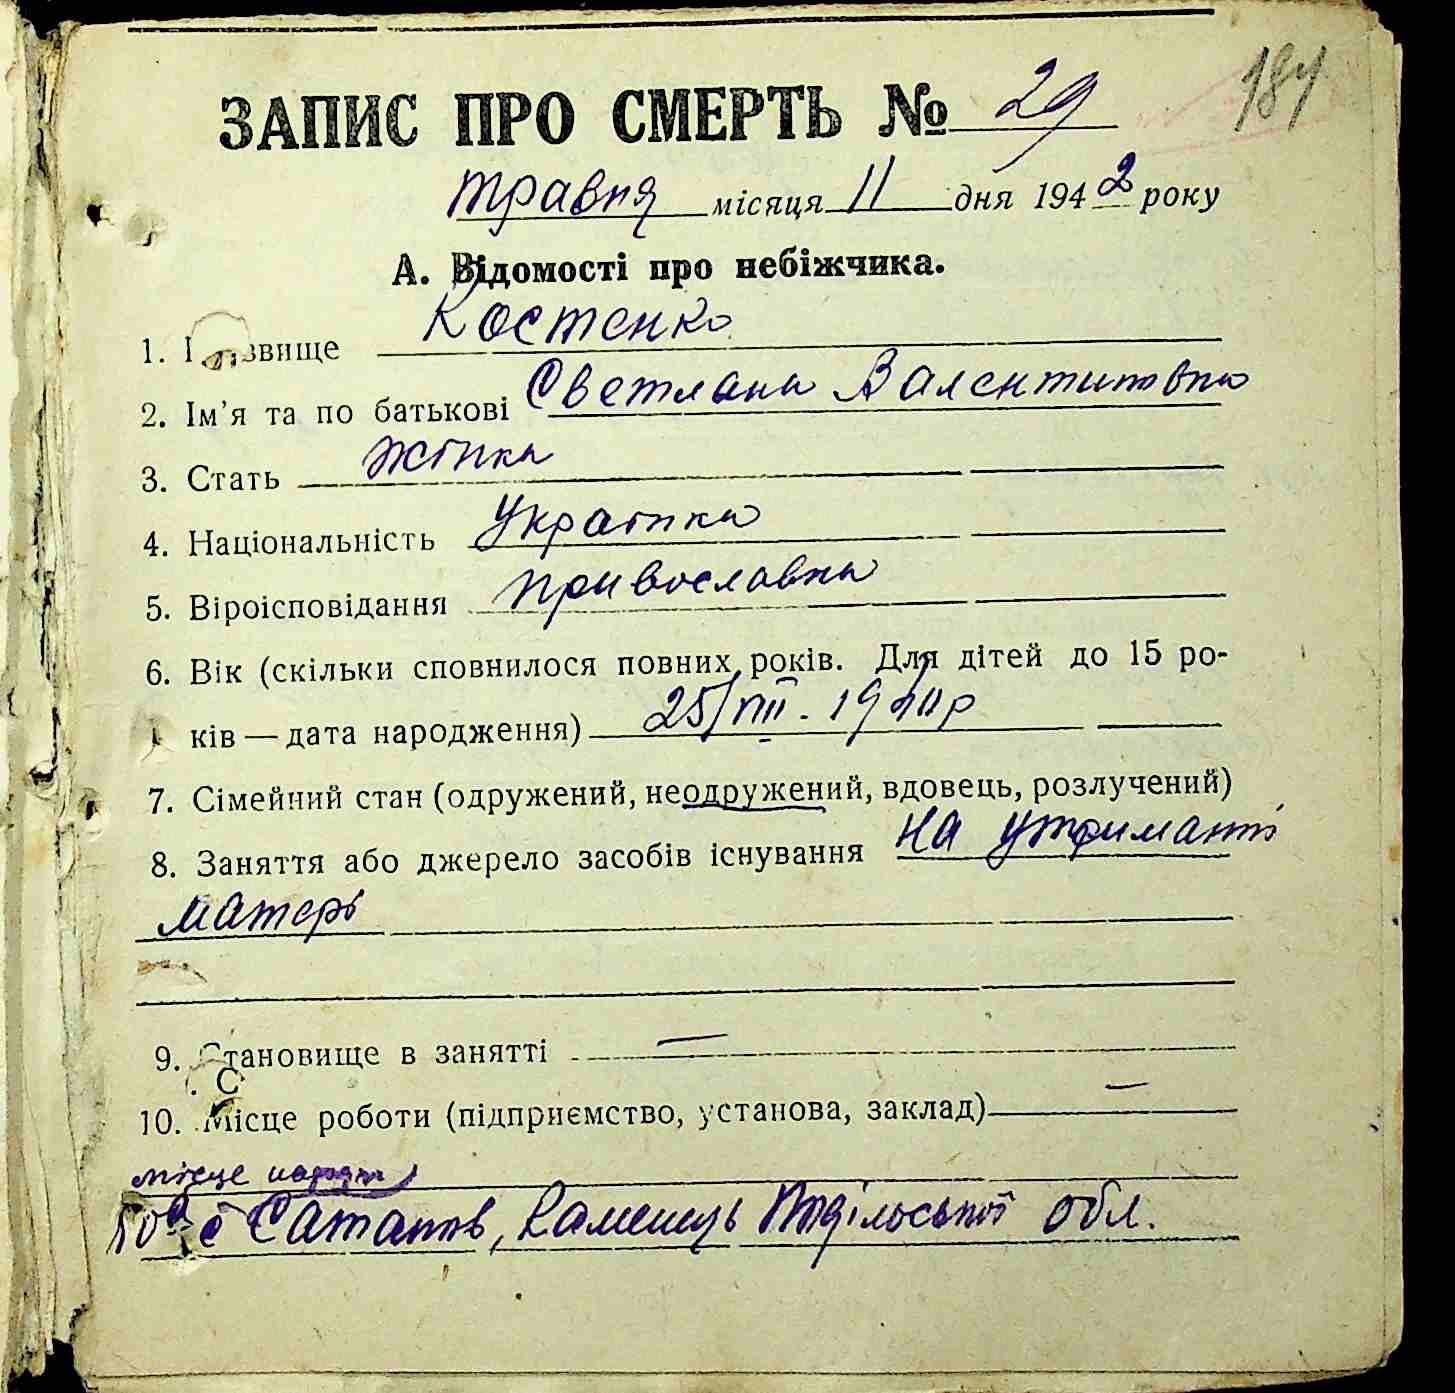 184
ЗАПИС ПРО СМЕРТЬ № 29
травня місяця 11 дня 1942 року
А. Відомості про небіжчика.
1. Прізвище Костенко
2. Ім'я та по батькові Светлана Валентиновна
3. Стать жінка
4. Національність Українка
5. Віроісповідання православна
6. Вік (скільки сповнилося повних років. Для дітей до 15 ро-
ків — дата народження) 25/VIII. 1940 р
7. Сімейний стан (одружений, неодружений, вдовець, розлучений)
8. Заняття або джерело засобів існування На утриманні
матері
9. Становище в занятті —
10. Місце роботи (підприємство, установа, заклад) —
місце народж
с Сатанів, Каменець Подільської обл.